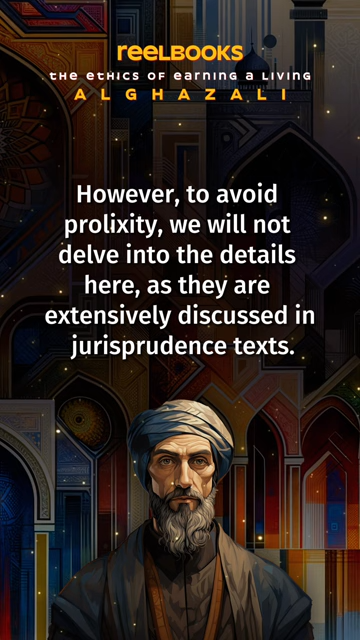 reelBOOKS
the ethics of earning a living
ALGHAZALI
However, to avoid
prolixity, we will not
delve into the details
here, as they are
extensively discussed in
jurisprudence texts.